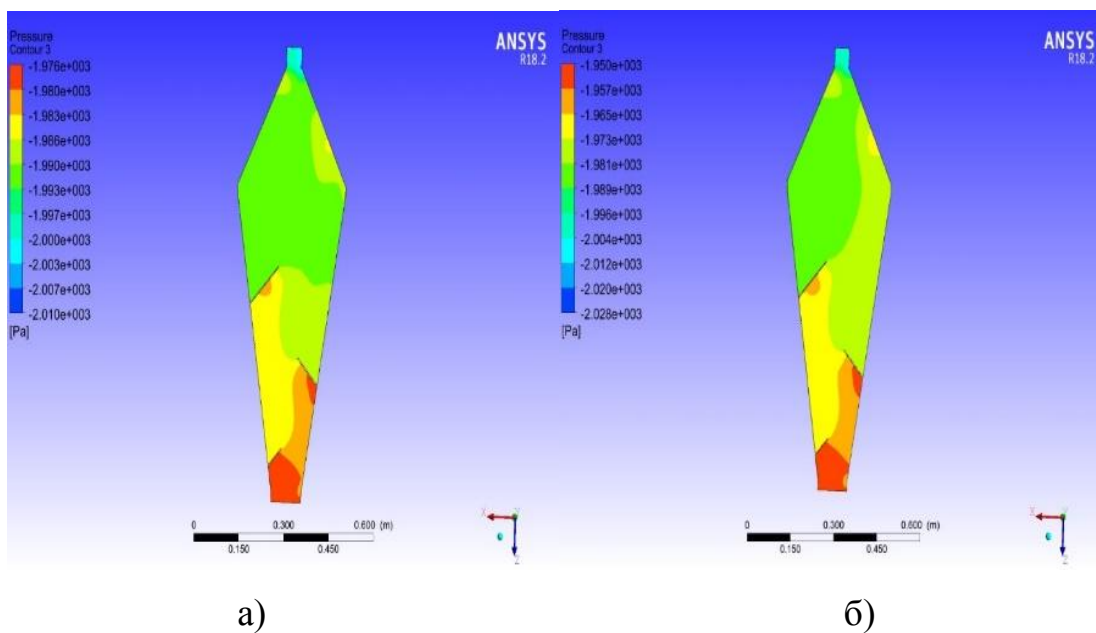 Pressure
Contour 3
-1.976e+003
-1.980e+003
-1.983e+003
-1.986e+003
-1.990e+003
-1.993e+003
-1.997e+003
-2.000e+003
-2.003e+003
-2.007e+003
-2.010e+003
[Pa]
ANSYS
R18.2
0 0.300 0.600 (m)
0.150 0.450
X Y
Z
Pressure
Contour 3
-1.950e+003
-1.957e+003
-1.965e+003
-1.973e+003
-1.981e+003
-1.989e+003
-1.996e+003
-2.004e+003
-2.012e+003
-2.020e+003
-2.028e+003
[Pa]
ANSYS
R18.2
0 0.300 0.600 (m)
0.150 0.450
X Y
Z
а) б)